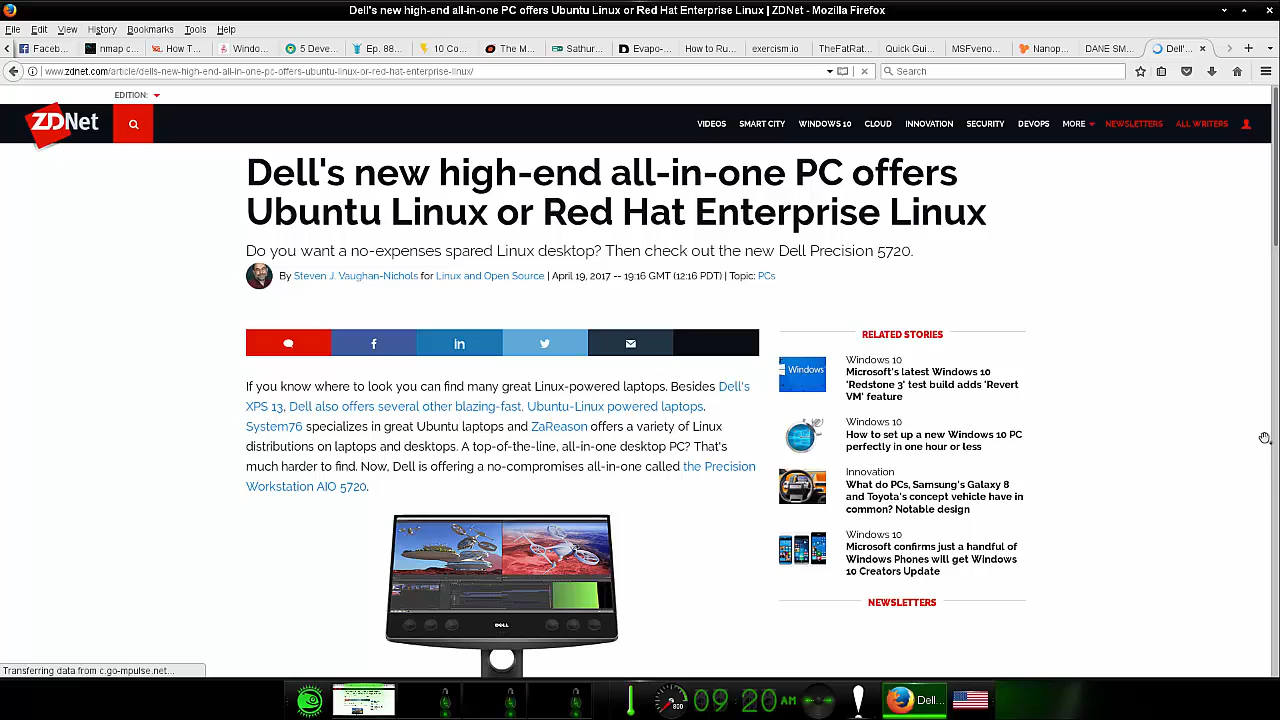 Dell's new high-end all-in-one PC offers Ubuntu Linux or Red Hat Enterprise Linux | ZDNet - Mozilla Firefox
File Edit View History Bookmarks Tools Help
Faceb... nmap c... How T... Windo... 5 Deve... Ep. 88... 10 Co... The M... Sathur... Evapo-... How to Ru... exercism... TheFatRat... Quick Gui... MSFveno... Nanop... DANE SM... Dell'...
www.zdnet.com/article/dells-new-high-end-all-in-one-pc-offers-ubuntu-linux-or-red-hat-enterprise-linux/ Search
EDITION:
ZDNet VIDEOS SMART CITY WINDOWS 10 CLOUD INNOVATION SECURITY DEVOPS MORE NEWSLETTERS ALL WRITERS
Dell's new high-end all-in-one PC offers
Ubuntu Linux or Red Hat Enterprise Linux
Do you want a no-expenses spared Linux desktop? Then check out the new Dell Precision 5720.
By Steven J. Vaughan-Nichols for Linux and Open Source | April 19, 2017 -- 19:16 GMT (12:16 PDT) | Topic: PCs
If you know where to look you can find many great Linux-powered laptops. Besides Dell's
XPS 13, Dell also offers several other blazing-fast, Ubuntu-Linux powered laptops.
System76 specializes in great Ubuntu laptops and ZaReason offers a variety of Linux
distributions on laptops and desktops. A top-of-the-line, all-in-one desktop PC? That's
much harder to find. Now, Dell is offering a no-compromises all-in-one called the Precision
Workstation AIO 5720.
DELL
RELATED STORIES
Windows
Windows 10
Microsoft's latest Windows 10
'Redstone 3' test build adds 'Revert
VM' feature
Windows 10
How to set up a new Windows 10 PC
perfectly in one hour or less
Innovation
What do PCs, Samsung's Galaxy 8
and Toyota's concept vehicle have in
common? Notable design
Windows 10
Microsoft confirms just a handful of
Windows Phones will get Windows
10 Creators Update
NEWSLETTERS
Transferring data from c.go-mpulse.net...
800 09:20 AM Dell...